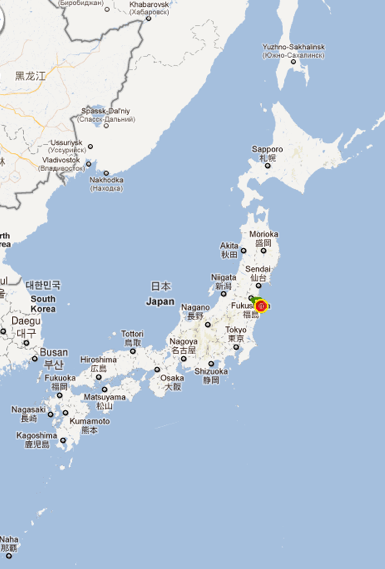 (Биробиджан)
Khabarovsk
(Хабаровск)
Yuzhno-Sakhalinsk
(Южно-Сахалинск)
黑龙江
Spassk-Dal'niy
(Спасск-Дальний)
Ussuriysk
(Уссурийск)
Vladivostok
(Владивосток)
Nakhodka
(Находка)
Sapporo
札幌
Morioka
盛岡
Akita
秋田
Sendai
仙台
Niigata
新潟
福島
日本
Japan
Nagano
長野
Tokyo
東京
Nagoya
名古屋
Shizuoka
静岡
Tottori
鳥取
Hiroshima
広島
Osaka
大阪
Matsuyama
松山
Fukuoka
福岡
Nagasaki
長崎
Kumamoto
熊本
Kagoshima
鹿児島
대한민국
South
Korea
Daegu
대구
Busan
부산
Naha
那覇